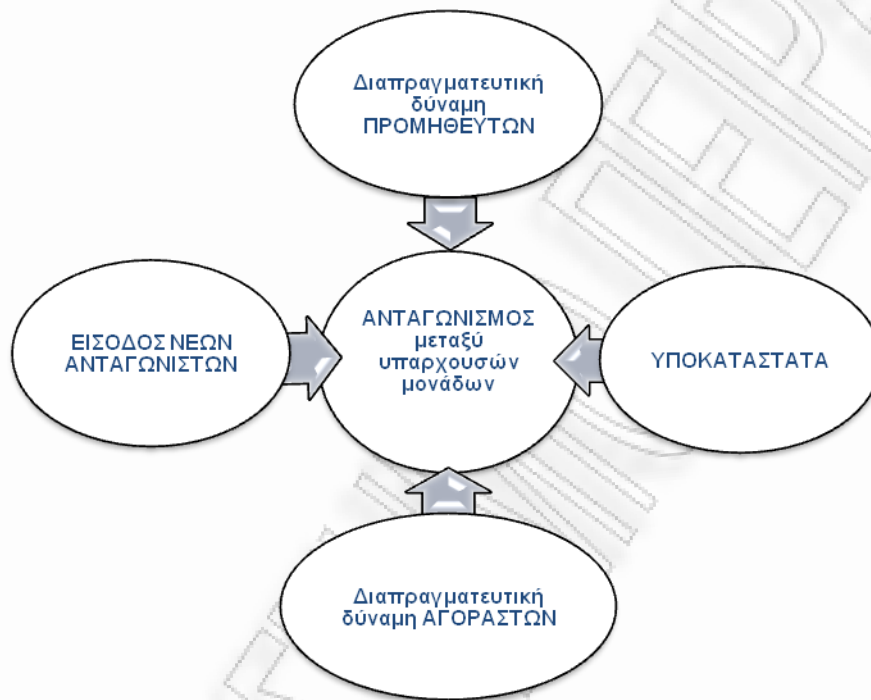 Διαπραγματευτική
δύναμη
ΠΡΟΜΗΘΕΥΤΩΝ
ΕΙΣΟΔΟΣ ΝΕΩΝ
ΑΝΤΑΓΩΝΙΣΤΩΝ
ΑΝΤΑΓΩΝΙΣΜΟΣ
μεταξύ
υπαρχουσών
μονάδων
ΥΠΟΚΑΤΑΣΤΑΤΑ
Διαπραγματευτική
δύναμη ΑΓΟΡΑΣΤΩΝ